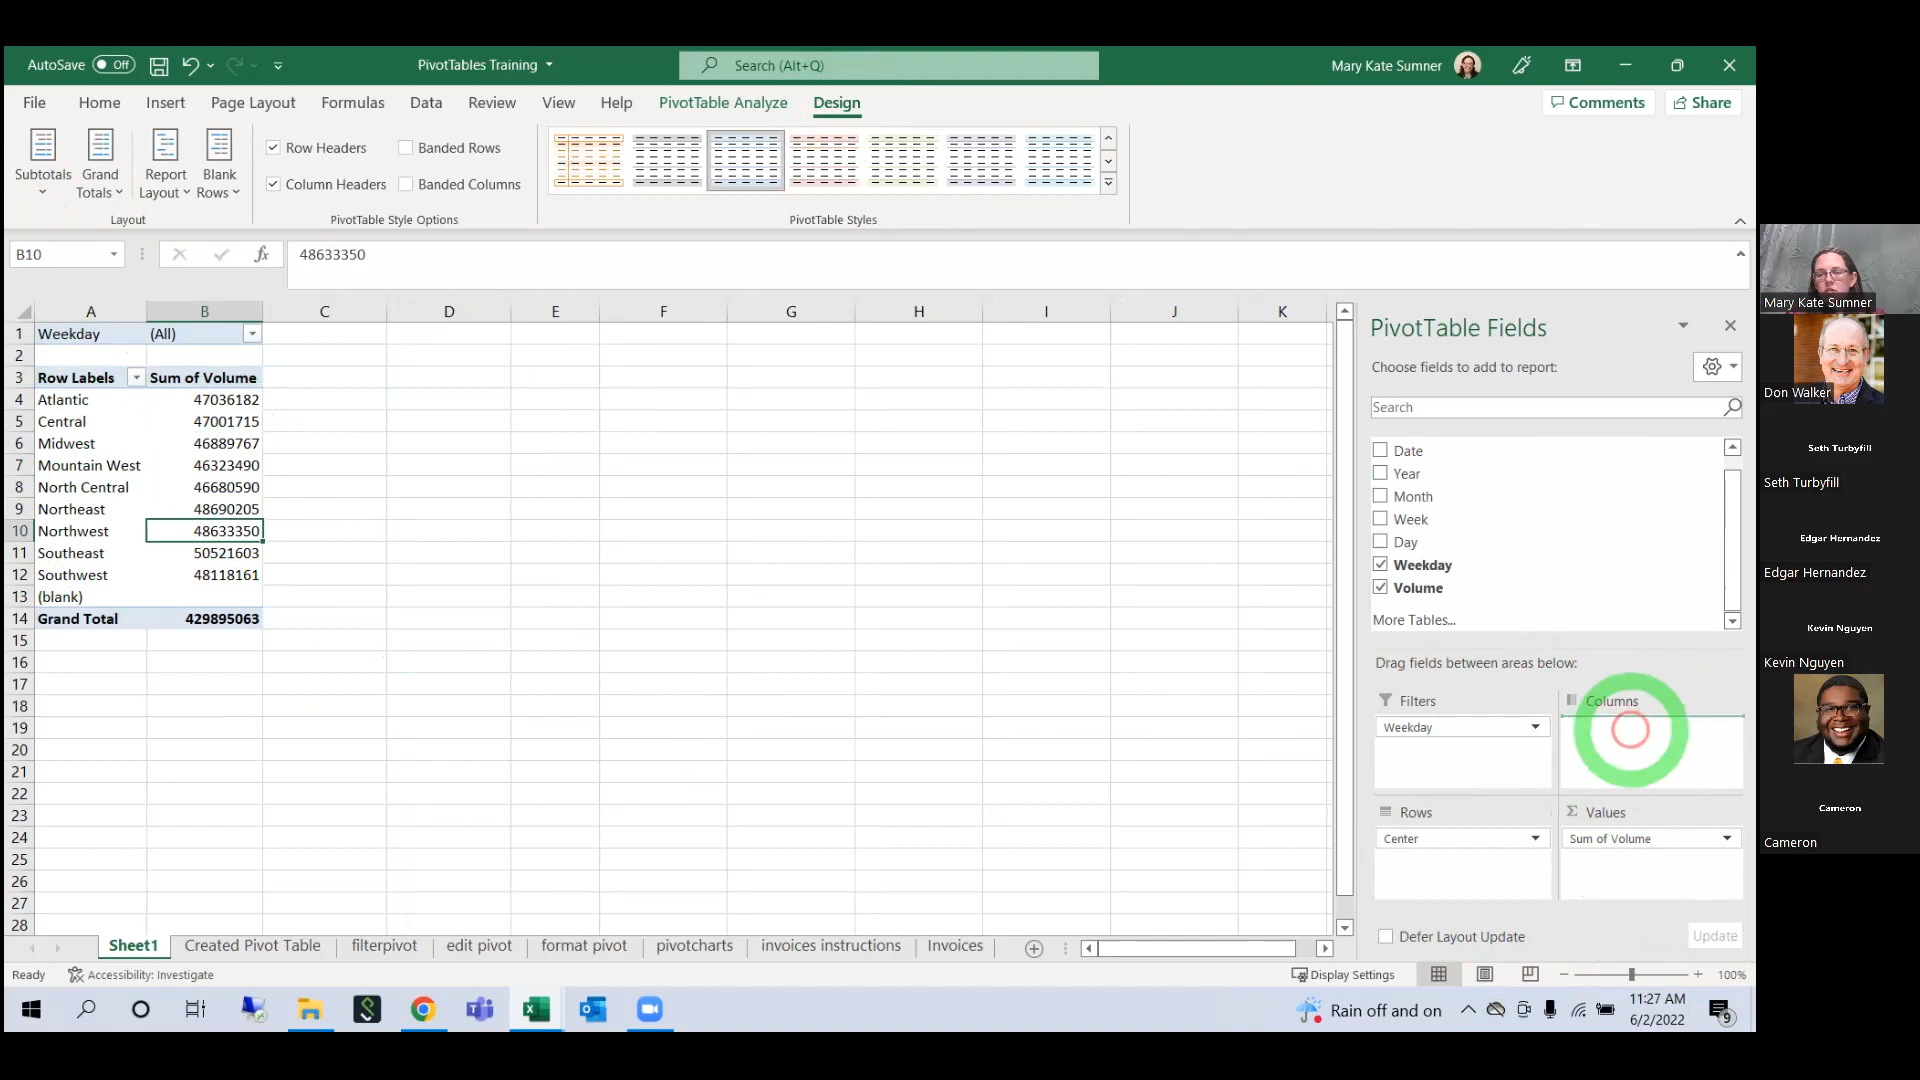 AutoSave Off
PivotTables Training
Search (Alt+Q)
Mary Kate Sumner
File Home Insert Page Layout Formulas Data Review View Help PivotTable Analyze Design
Comments Share
Subtotals
Grand Totals
Report Layout
Blank Rows
Layout
Row Headers Banded Rows
Column Headers Banded Columns
PivotTable Style Options
PivotTable Styles
B10 fx 48633350
A B C D E F G H I J K
1 Weekday (All)
2
3 Row Labels Sum of Volume
4 Atlantic 47036182
5 Central 47001715
6 Midwest 46889767
7 Mountain West 46323490
8 North Central 46680590
9 Northeast 48690205
10 Northwest 48633350
11 Southeast 50521603
12 Southwest 48118161
13 (blank)
14 Grand Total 429895063
15
16
17
18
19
20
21
22
23
24
25
26
27
28
PivotTable Fields
Choose fields to add to report:
Search
Date
Year
Month
Week
Day
Weekday
Volume
More Tables...
Drag fields between areas below:
Filters Columns
Weekday
Rows Values
Center Sum of Volume
Defer Layout Update Update
Sheet1 Created Pivot Table filterpivot edit pivot format pivot pivotcharts invoices instructions Invoices
Ready Accessibility: Investigate Display Settings 100%
Rain off and on
11:27 AM
6/2/2022
9
Mary Kate Sumner
Don Walker
Seth Turbyfill
Seth Turbyfill
Edgar Hernandez
Edgar Hernandez
Kevin Nguyen
Kevin Nguyen
Cameron
Cameron